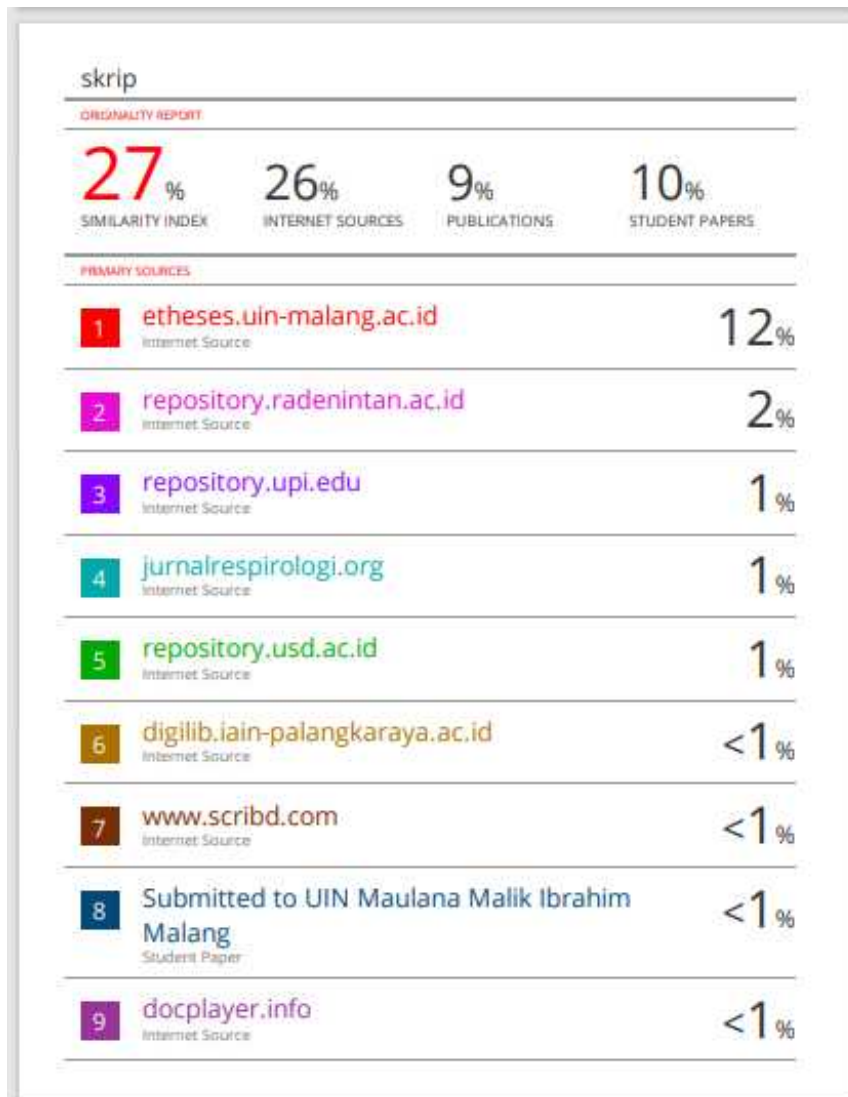 skrip
ORIGINALITY REPORT
27% 26% 9% 10%
SIMILARITY INDEX INTERNET SOURCES PUBLICATIONS STUDENT PAPERS
PRIMARY SOURCES
1 etheses.uin-malang.ac.id 12%
Internet Source
2 repository.radenintan.ac.id 2%
Internet Source
3 repository.upi.edu 1%
Internet Source
4 jurnalrespirologi.org 1%
Internet Source
5 repository.usd.ac.id 1%
Internet Source
6 digilib.iain-palangkaraya.ac.id <1%
Internet Source
7 www.scribd.com <1%
Internet Source
8 Submitted to UIN Maulana Malik Ibrahim <1%
Malang
Student Paper
9 docplayer.info <1%
Internet Source